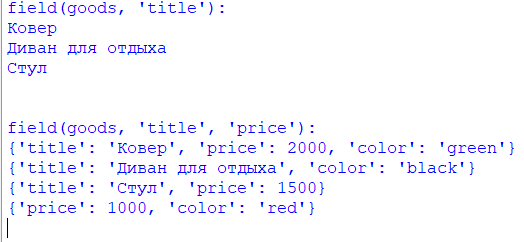 field(goods, 'title'):
Ковер
Диван для отдыха
Стул
field(goods, 'title', 'price'):
{'title': 'Ковер', 'price': 2000, 'color': 'green'}
{'title': 'Диван для отдыха', 'color': 'black'}
{'title': 'Стул', 'price': 1500}
{'price': 1000, 'color': 'red'}